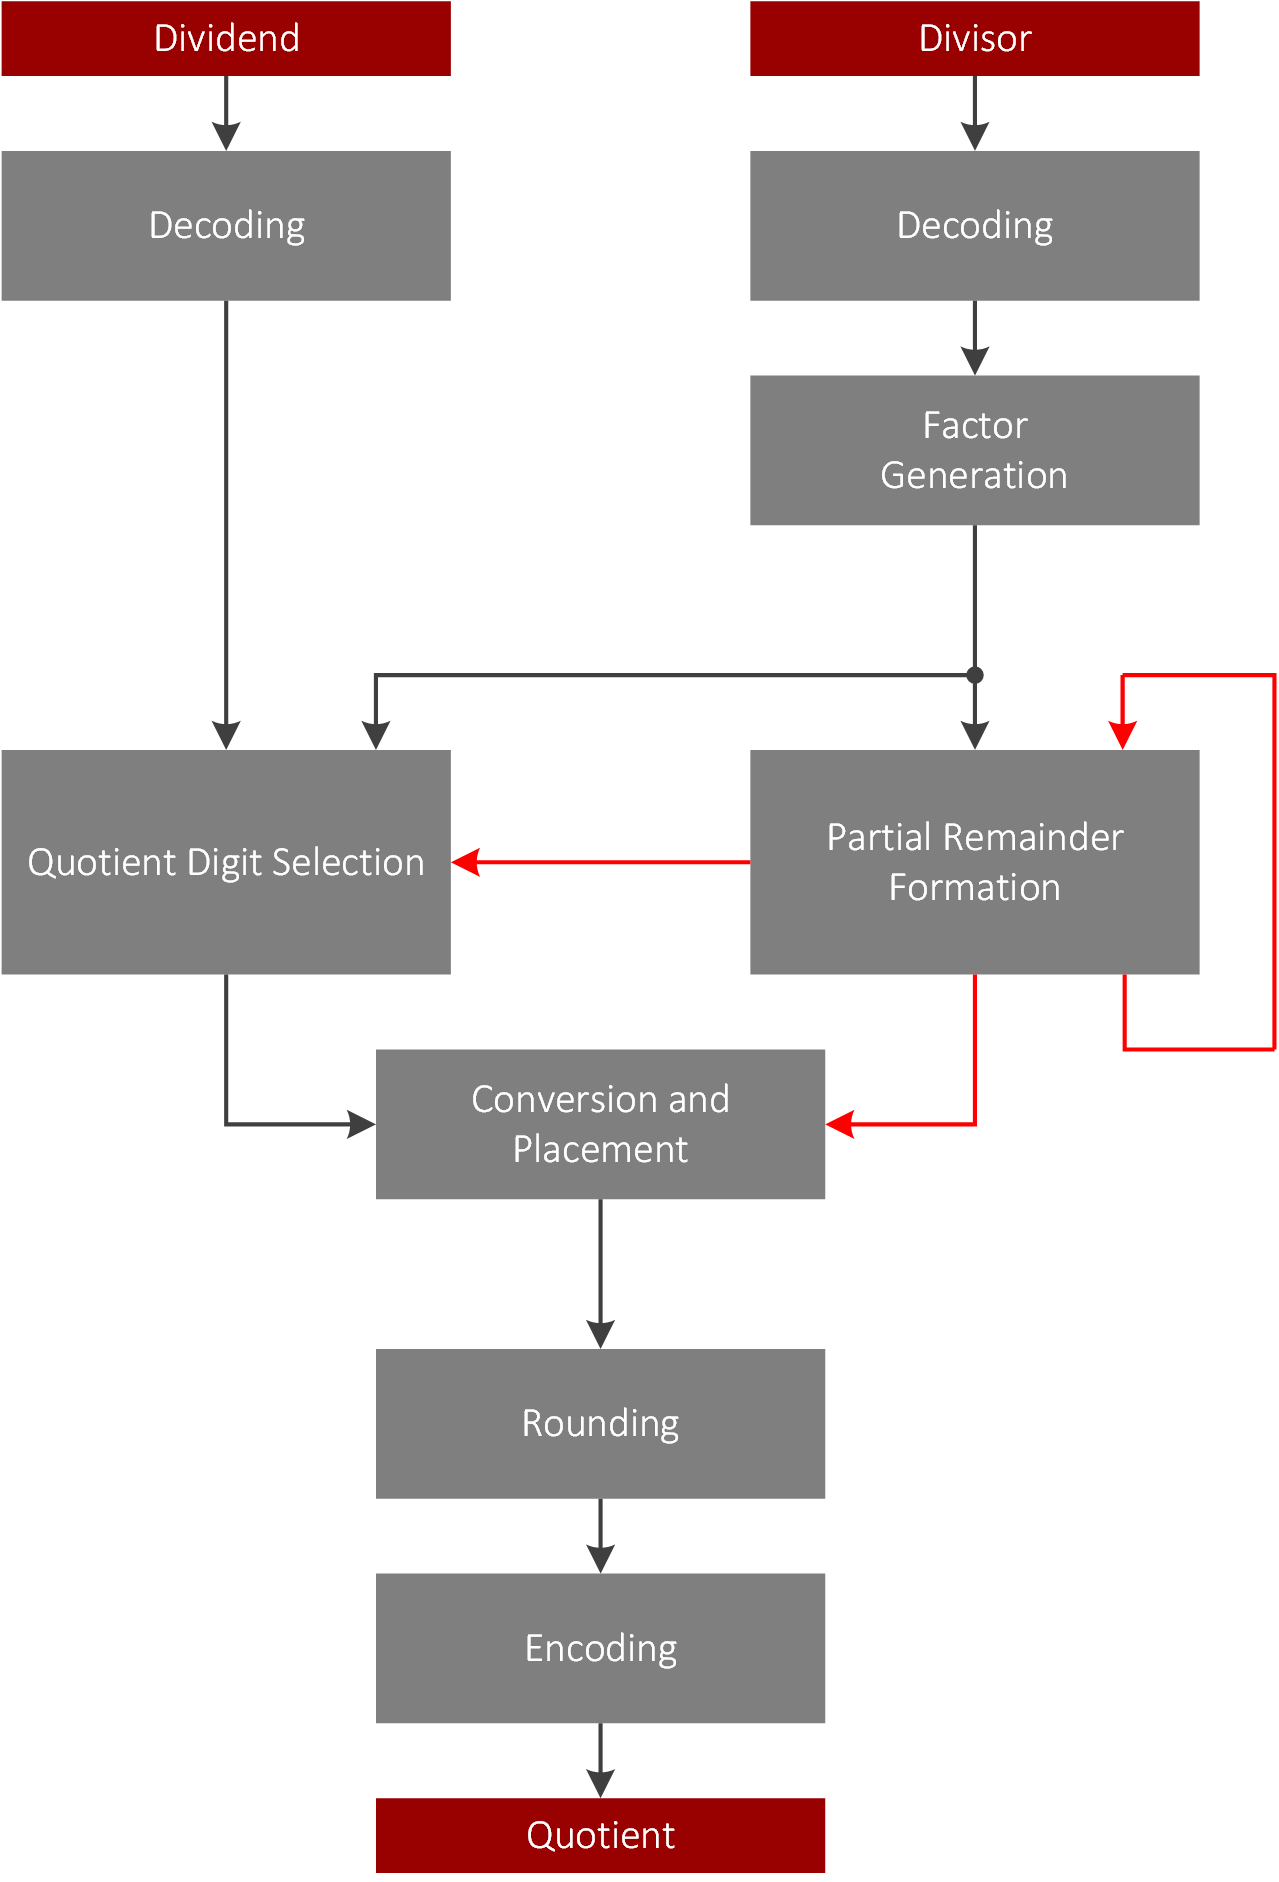 Dividend
Divisor
Decoding
Decoding
Factor
Generation
Quotient Digit Selection
Partial Remainder
Formation
Conversion and
Placement
Rounding
Encoding
Quotient